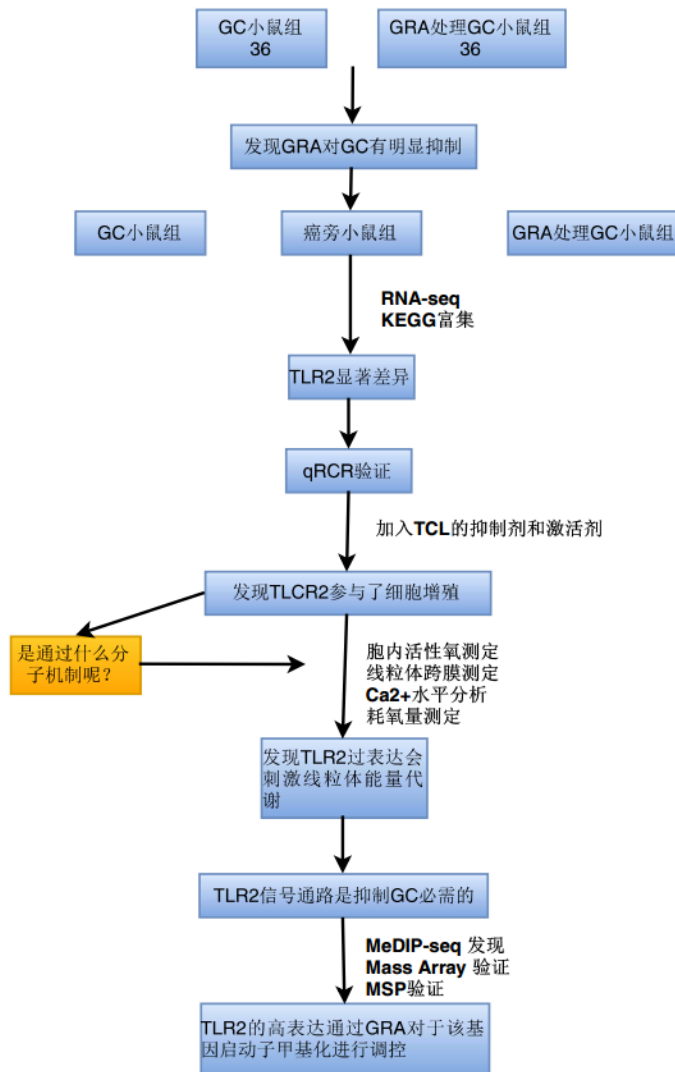 GC小鼠组
36
GRA处理GC小鼠组
36
发现GRA对GC有明显抑制
GC小鼠组
癌旁小鼠组
GRA处理GC小鼠组
RNA-seq
KEGG富集
TLR2显著差异
qRCR验证
加入TCL的抑制剂和激活剂
发现TLCR2参与了细胞增殖
是通过什么分
子机制呢？
胞内活性氧测定
线粒体跨膜测定
Ca2+水平分析
耗氧量测定
发现TLR2过表达会
刺激线粒体能量代
谢
TLR2信号通路是抑制GC必需的
MeDIP-seq 发现
Mass Array 验证
MSP验证
TLR2的高表达通过GRA对于该基
因启动子甲基化进行调控